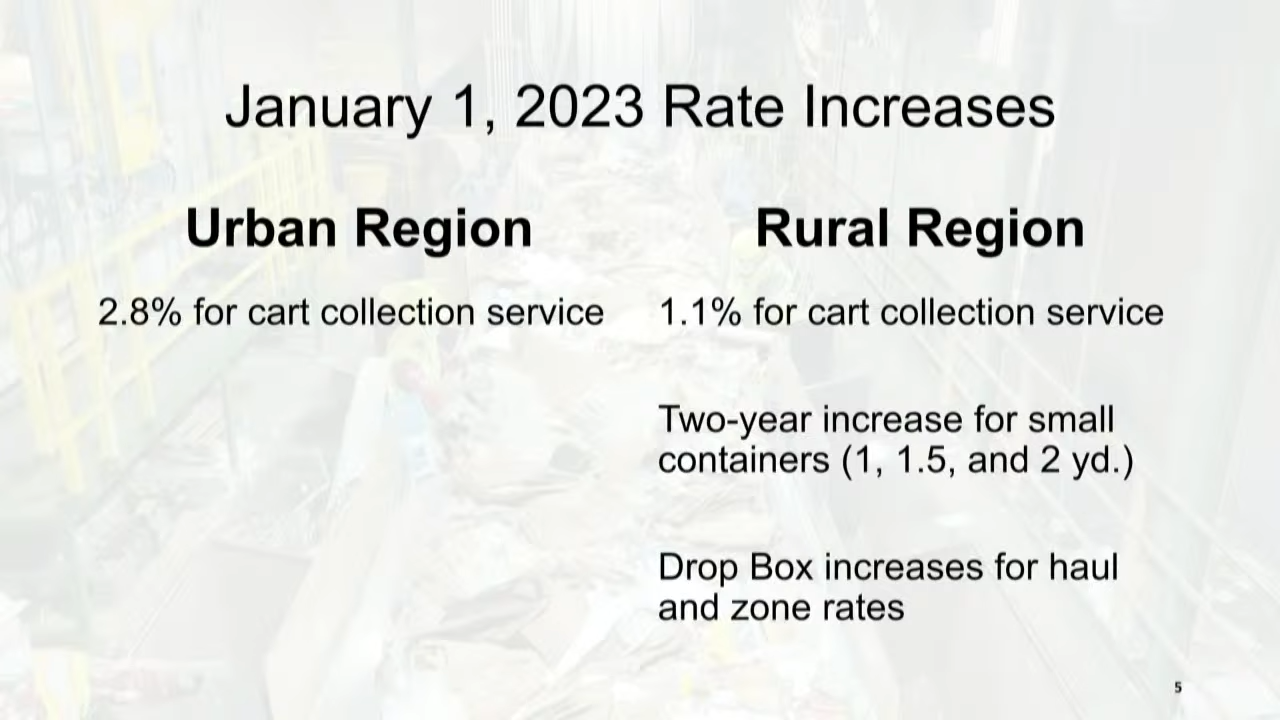 January 1, 2023 Rate Increases
Urban Region
2.8% for cart collection service
Rural Region
1.1% for cart collection service
Two-year increase for small
containers (1, 1.5, and 2 yd.)
Drop Box increases for haul
and zone rates
5